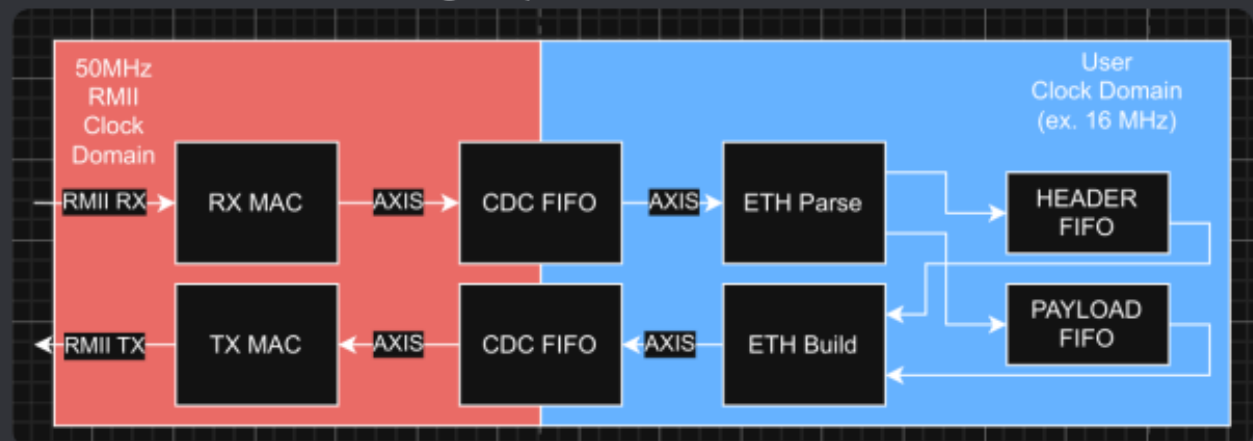 50MHz
RMII
Clock
Domain
User
Clock Domain
(ex. 16 MHz)
RMII RX
RX MAC
AXIS
CDC FIFO
AXIS
ETH Parse
HEADER
FIFO
RMII TX
TX MAC
AXIS
CDC FIFO
AXIS
ETH Build
PAYLOAD
FIFO